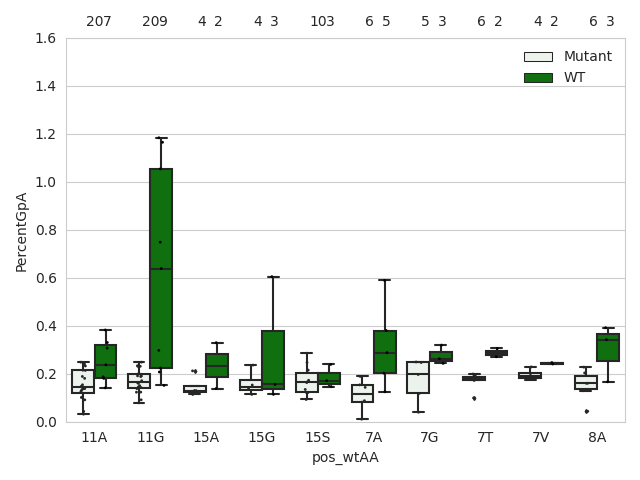 207 209 4 2 4 3 103 6 5 5 3 6 2 4 2 6 3
1.6
Mutant
WT
1.4
1.2
1.0
0.8
0.6
0.4
0.2
0.0
PercentGpA
11A 11G 15A 15G 15S 7A 7G 7T 7V 8A
pos_wtAA